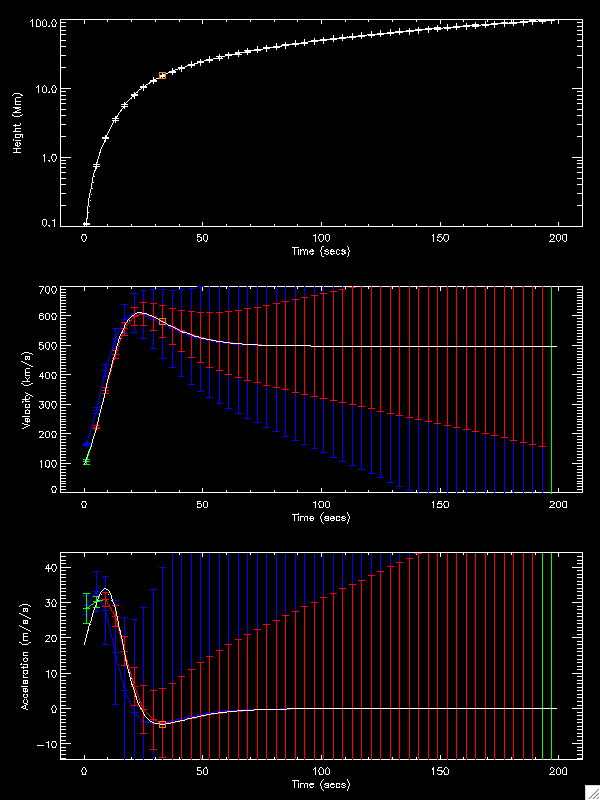 100.0
10.0
1.0
0.1
Height (Mm)
0 50 100 150 200
Time (secs)
700
600
500
400
300
200
100
0
Velocity (km/s)
0 50 100 150 200
Time (secs)
40
30
20
10
0
-10
Acceleration (m/s/s)
0 50 100 150 200
Time (secs)